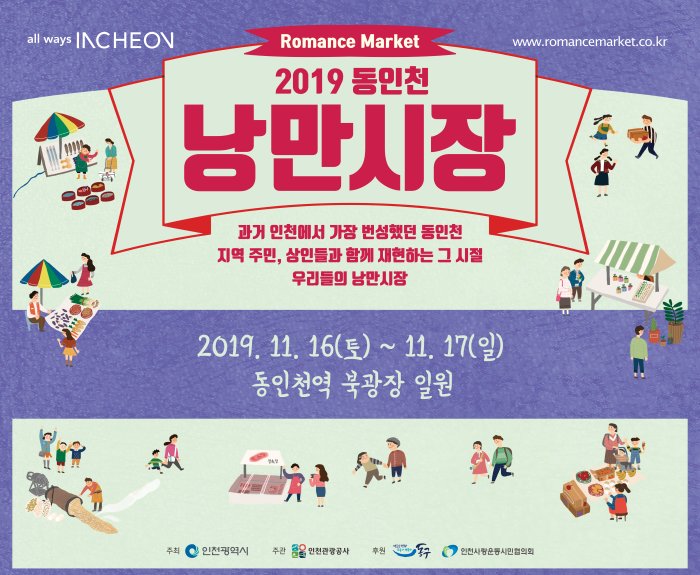 all ways INCHEON
Romance Market
www.romancemarket.co.kr
2019 동인천
낭만시장
과거 인천에서 가장 번성했던 동인천
지역 주민, 상인들과 함께 재현하는 그 시절
우리들의 낭만시장
2019. 11. 16(토) ~ 11. 17(일)
동인천역 북광장 일원
주최 인천광역시 주관 인천관광공사 후원 동구 인천사랑운동시민협의회